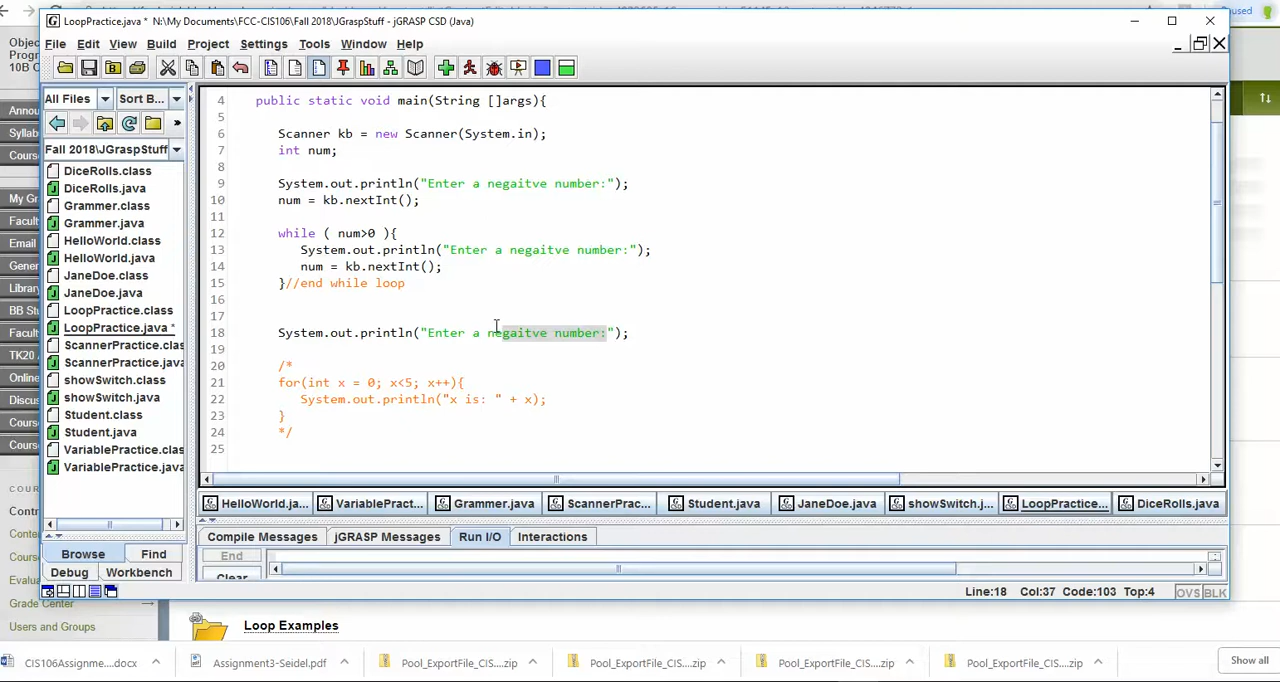 Paused
LoopPractice.java * N:\My Documents\FCC-CIS106\Fall 2018\JGraspStuff - jGRASP CSD (Java)
File Edit View Build Project Settings Tools Window Help
Objec
Progr
10B C
Annou
Syllab
Cours
My Gr
Facult
Email
Gener
Librar
BB Stu
Facult
TK20 A
Online
Discus
Cours
Cours
COUR
Contr
Conten
Cours
Evalua
Grade Center
Users and Groups
All Files Sort B... »
Fall 2018\JGraspStuff
DiceRolls.class
DiceRolls.java
Grammer.class
Grammer.java
HelloWorld.class
HelloWorld.java
JaneDoe.class
JaneDoe.java
LoopPractice.class
LoopPractice.java *
ScannerPractice.clas
ScannerPractice.java
showSwitch.class
showSwitch.java
Student.class
Student.java
VariablePractice.clas
VariablePractice.java
Browse Find
Debug Workbench
4 public static void main(String []args){
5
6 Scanner kb = new Scanner(System.in);
7 int num;
8
9 System.out.println("Enter a negaitve number:");
10 num = kb.nextInt();
11
12 while ( num>0 ){
13 System.out.println("Enter a negaitve number:");
14 num = kb.nextInt();
15 }//end while loop
16
17
18 System.out.println("Enter a negaitve number:");
19
20 /*
21 for(int x = 0; x<5; x++){
22 System.out.println("x is: " + x);
23 }
24 */
25
HelloWorld.ja... VariablePract... Grammer.java ScannerPrac... Student.java JaneDoe.java showSwitch.j... LoopPractice... DiceRolls.java
Compile Messages jGRASP Messages Run I/O Interactions
End
Clear
Line:18 Col:37 Code:103 Top:4 OVS BLK
Loop Examples
CIS106Assignme....docx Assignment3-Seidel.pdf Pool_ExportFile_CIS....zip Pool_ExportFile_CIS....zip Pool_ExportFile_CIS....zip Pool_ExportFile_CIS....zip Show all